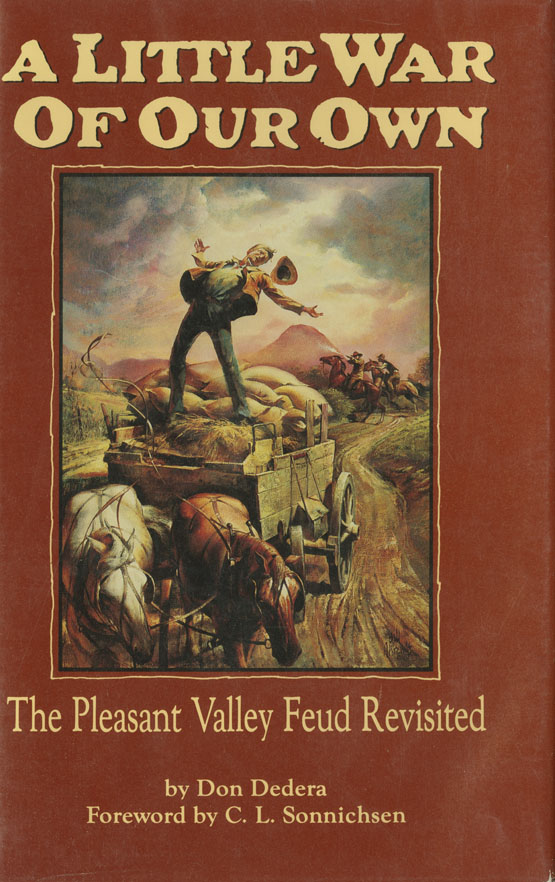 A LITTLE WAR
OF OUR OWN
The Pleasant Valley Feud Revisited
by Don Dedera
Foreword by C. L. Sonnichsen